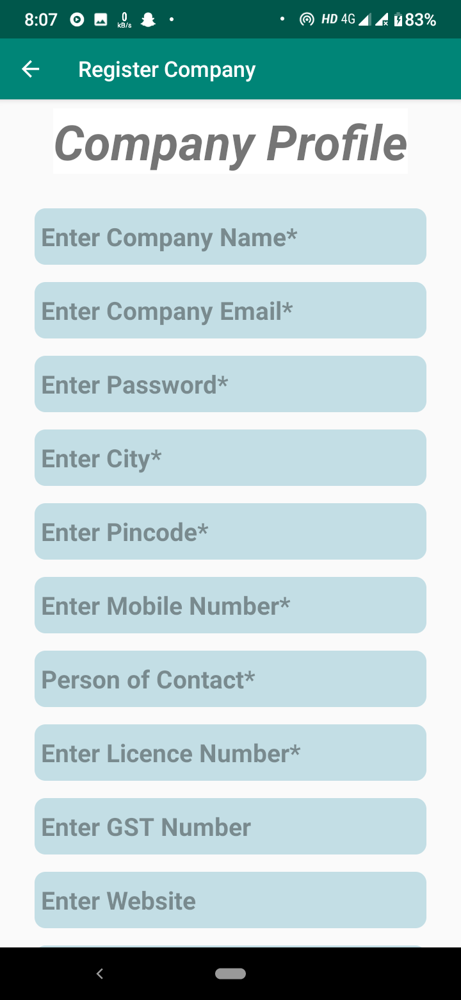 8:07 0 kB/s HD 4G 83%
Register Company
Company Profile
Enter Company Name*
Enter Company Email*
Enter Password*
Enter City*
Enter Pincode*
Enter Mobile Number*
Person of Contact*
Enter Licence Number*
Enter GST Number
Enter Website